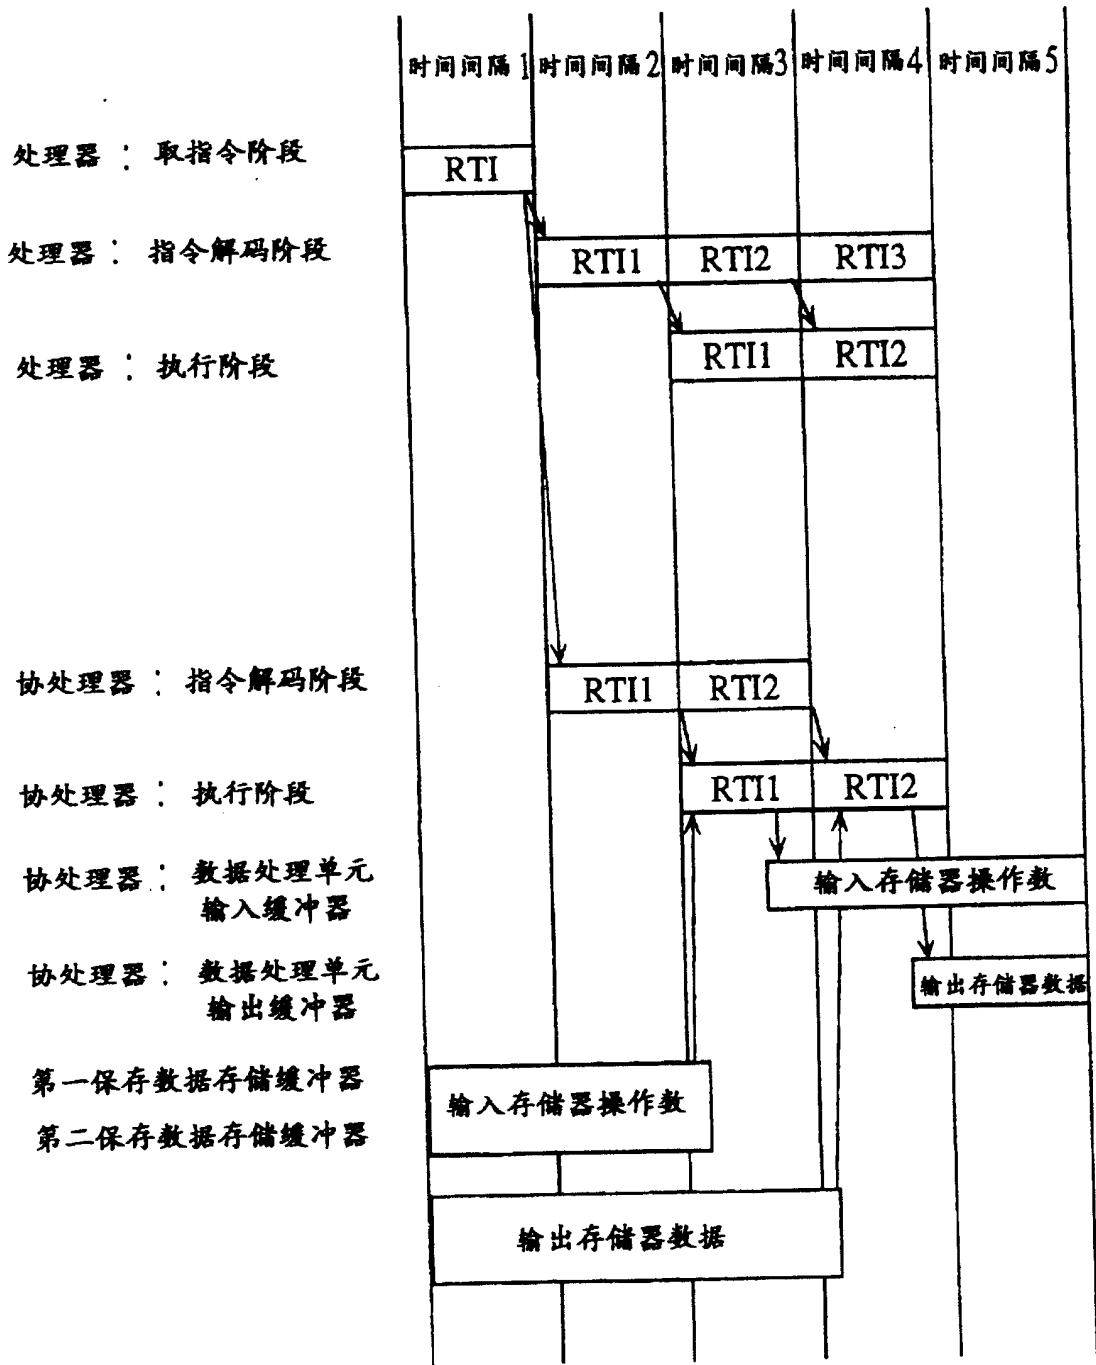 时间间隔1 时间间隔2 时间间隔3 时间间隔4 时间间隔5
处理器： 取指令阶段
RTI
处理器： 指令解码阶段
RTI1 RTI2 RTI3
处理器： 执行阶段
RTI1 RTI2
协处理器： 指令解码阶段
RTI1 RTI2
协处理器： 执行阶段
RTI1 RTI2
协处理器： 数据处理单元
输入缓冲器
输入存储器操作数
协处理器： 数据处理单元
输出缓冲器
输出存储器数据
第一保存数据存储缓冲器
输入存储器操作数
第二保存数据存储缓冲器
输出存储器数据